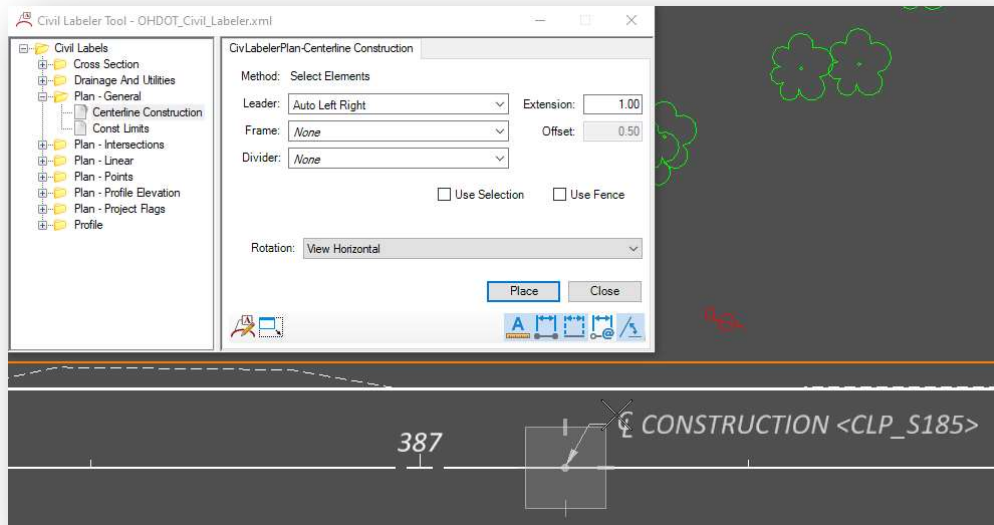 Civil Labeler Tool - OHDOT_Civil_Labeler.xml
Civil Labels
Cross Section
Drainage And Utilities
Plan - General
Centerline Construction
Const Limits
Plan - Intersections
Plan - Linear
Plan - Points
Plan - Profile Elevation
Plan - Project Flags
Profile
CivLabelerPlan-Centerline Construction
Method: Select Elements
Leader: Auto Left Right Extension: 1.00
Frame: None Offset: 0.50
Divider: None
Use Selection Use Fence
Rotation: View Horizontal
Place Close
387
℄ CONSTRUCTION <CLP_S185>